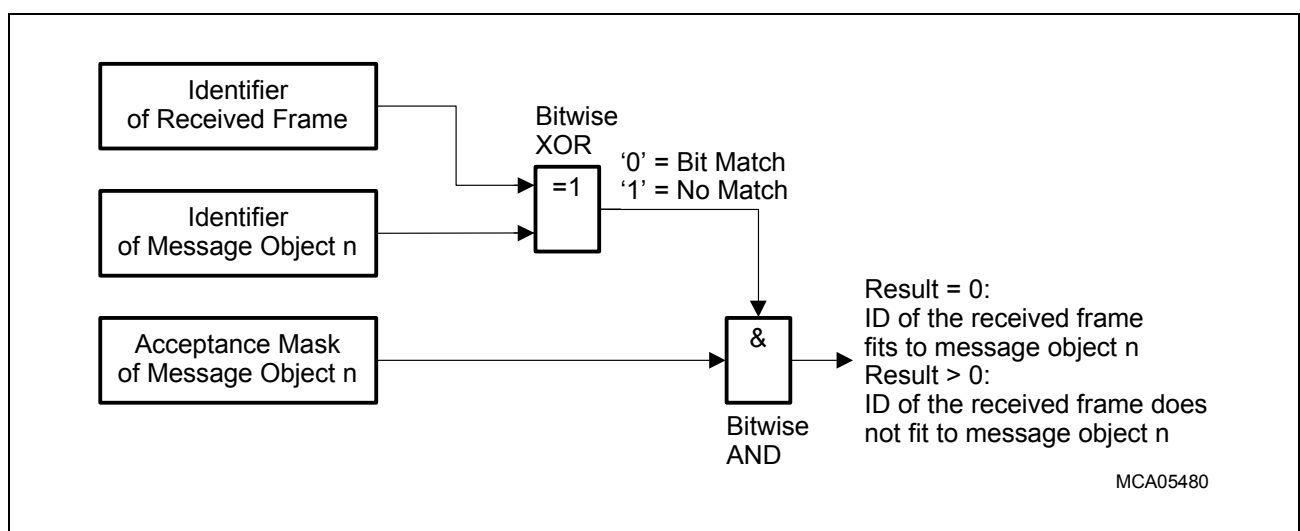 Identifier
of Received Frame
Bitwise
XOR
=1
‘0’ = Bit Match
‘1’ = No Match
Identifier
of Message Object n
Acceptance Mask
of Message Object n
&
Bitwise
AND
Result = 0:
ID of the received frame
fits to message object n
Result > 0:
ID of the received frame does
not fit to message object n
MCA05480